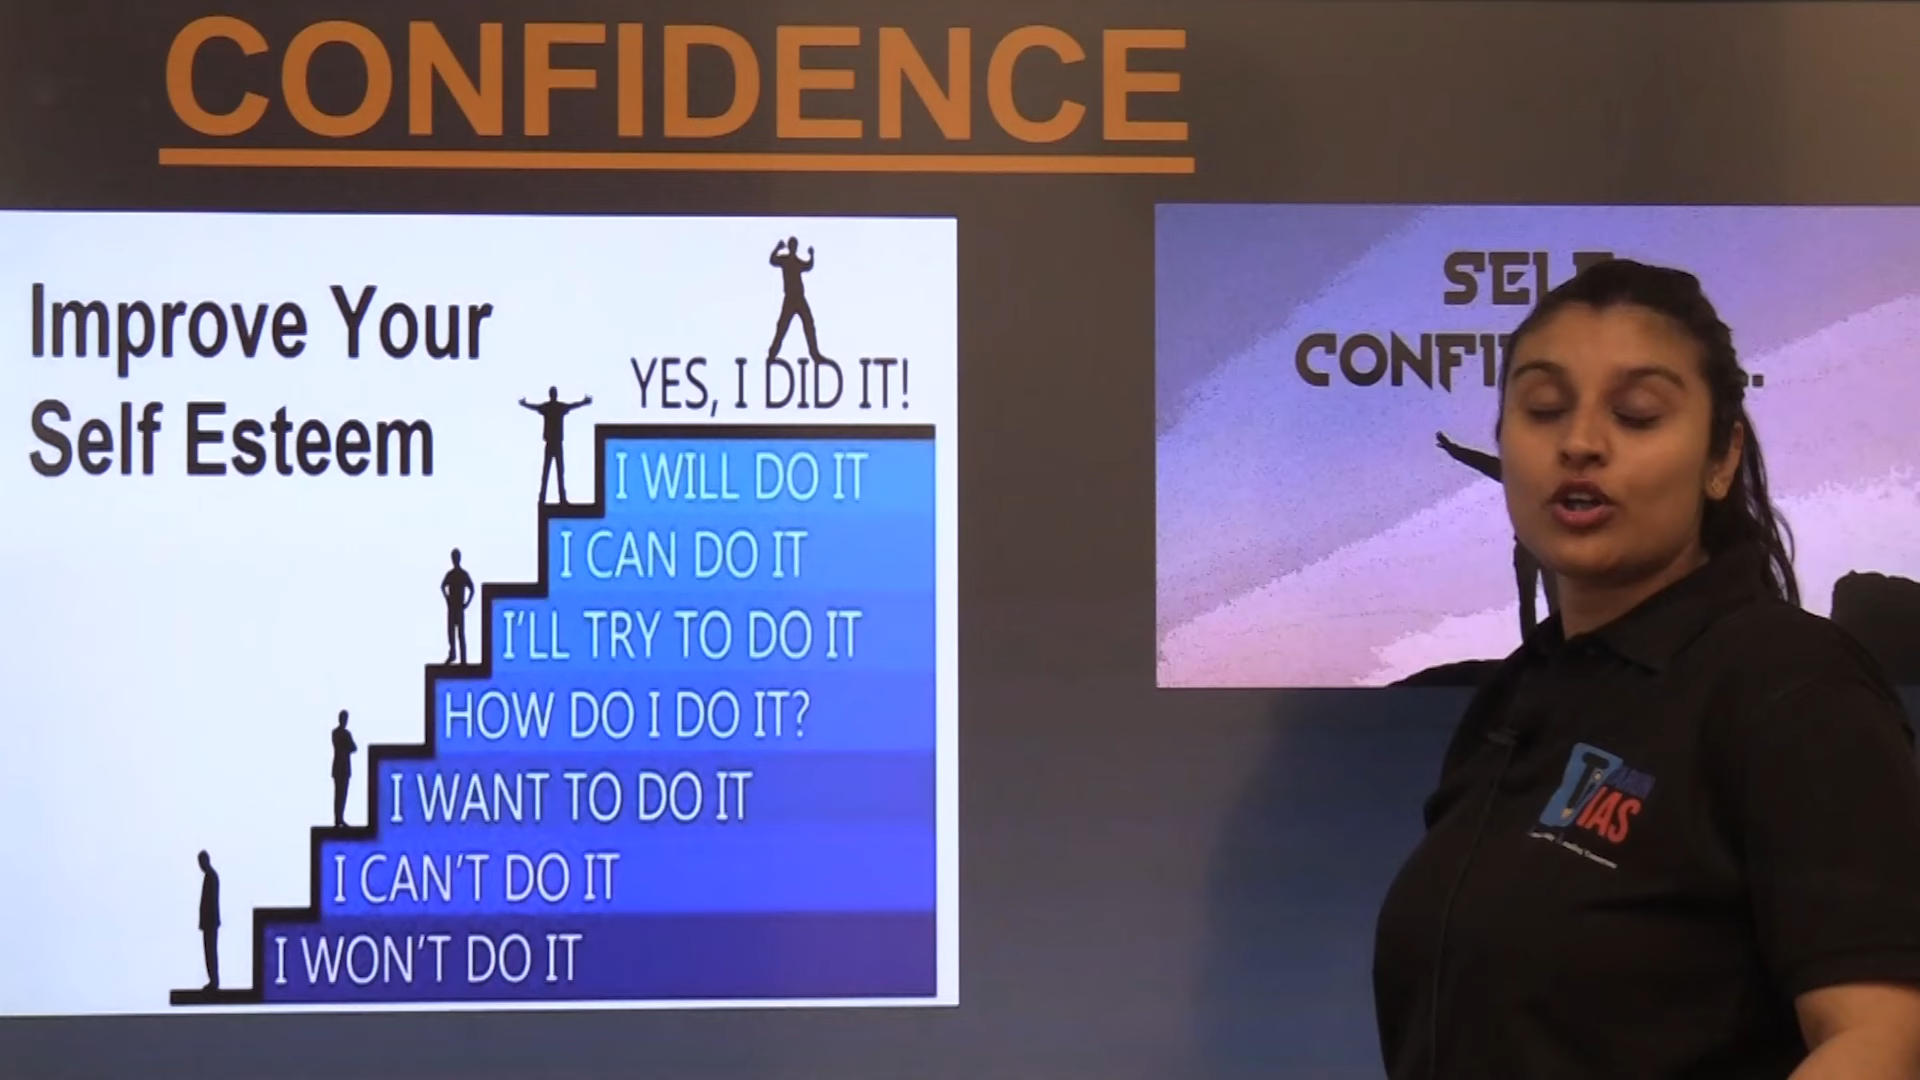 CONFIDENCE
Improve Your
Self Esteem
YES, I DID IT!
I WILL DO IT
I CAN DO IT
I'LL TRY TO DO IT
HOW DO I DO IT?
I WANT TO DO IT
I CAN'T DO IT
I WON'T DO IT
IAS